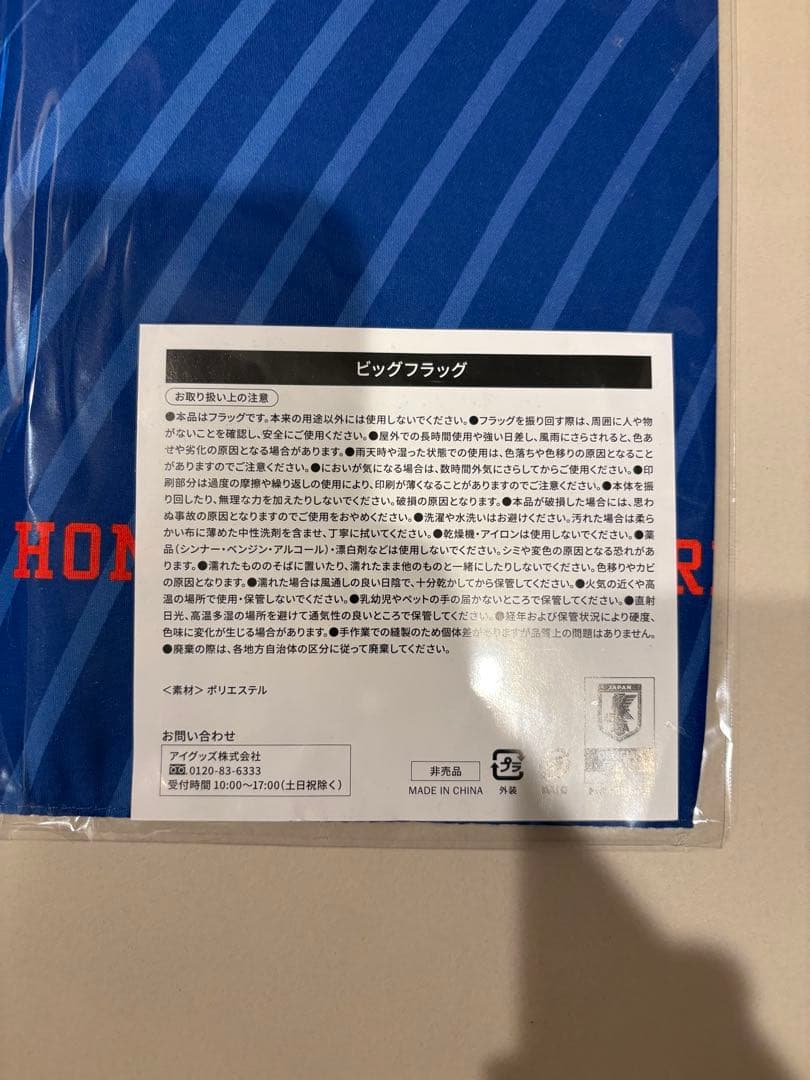 ビッグフラッグ
お取り扱い上の注意
●本品はフラッグです。本来の用途以外には使用しないでください。●フラッグを振り回す際は、周囲に人や物
がないことを確認し、安全にご使用ください。●屋外での長時間使用や強い日差し、風雨にさらされると、色あ
せや劣化の原因となる場合があります。●雨天時や湿った状態での使用は、色落ちや色移りの原因となること
がありますのでご注意ください。●においが気になる場合は、数時間外気にさらしてからご使用ください。●印
刷部分は過度の摩擦や繰り返しの使用により、印刷が薄くなることがありますのでご注意ください。●本体を振
り回したり、無理な力を加えたりしないでください。破損の原因となります。●本品が破損した場合には、思わ
ぬ事故の原因となりますのでご使用をおやめください。●洗濯や水洗いはお避けください。汚れた場合は柔ら
かい布に薄めた中性洗剤を含ませ、丁寧に拭いてください。●乾燥機・アイロンは使用しないでください。●薬
品（シンナー・ベンジン・アルコール）・漂白剤などは使用しないでください。シミや変色の原因となる恐れがあり
ます。●濡れたもののそばに置いたり、濡れたまま他のものと一緒にしたりしないでください。色移りやカビ
の原因となります。●濡れた場合は風通しの良い日陰で、十分乾かしてから保管してください。●火気の近くや高
温の場所で使用・保管しないでください。●乳幼児やペットの手の届かないところで保管してください。●直射
日光、高温多湿の場所を避けて通気性の良いところで保管してください。●経年および保管状況により硬度、
色味に変化が生じる場合があります。●手作業での縫製のため個体差がありますが品質上の問題はありません。
●廃棄の際は、各地方自治体の区分に従って廃棄してください。
HON
R
＜素材＞ ポリエステル
JAPAN
お問い合わせ
アイグッズ株式会社
0120-83-6333
受付時間 10:00〜17:00（土日祝除く）
非売品
MADE IN CHINA
プラ
外装